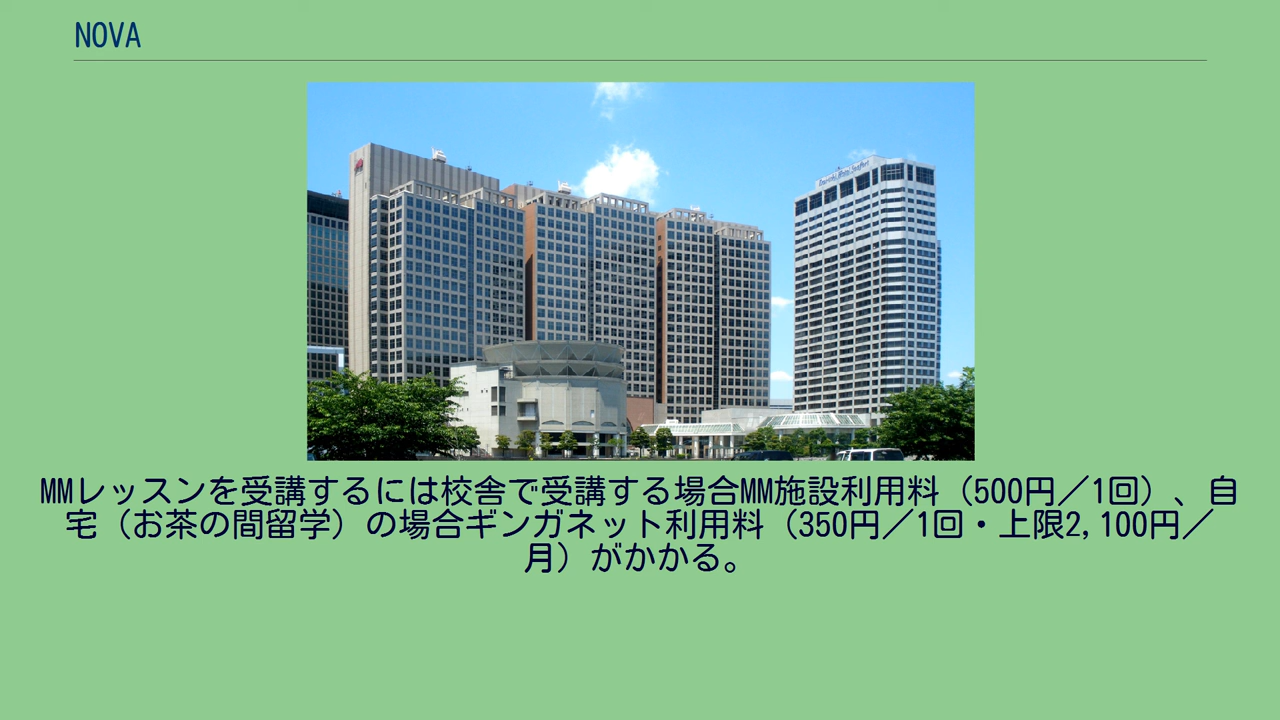 NOVA
MMレッスンを受講するには校舎で受講する場合MM施設利用料（500円／1回）、自
宅（お茶の間留学）の場合ギンガネット利用料（350円／1回・上限2,100円／
月）がかかる。